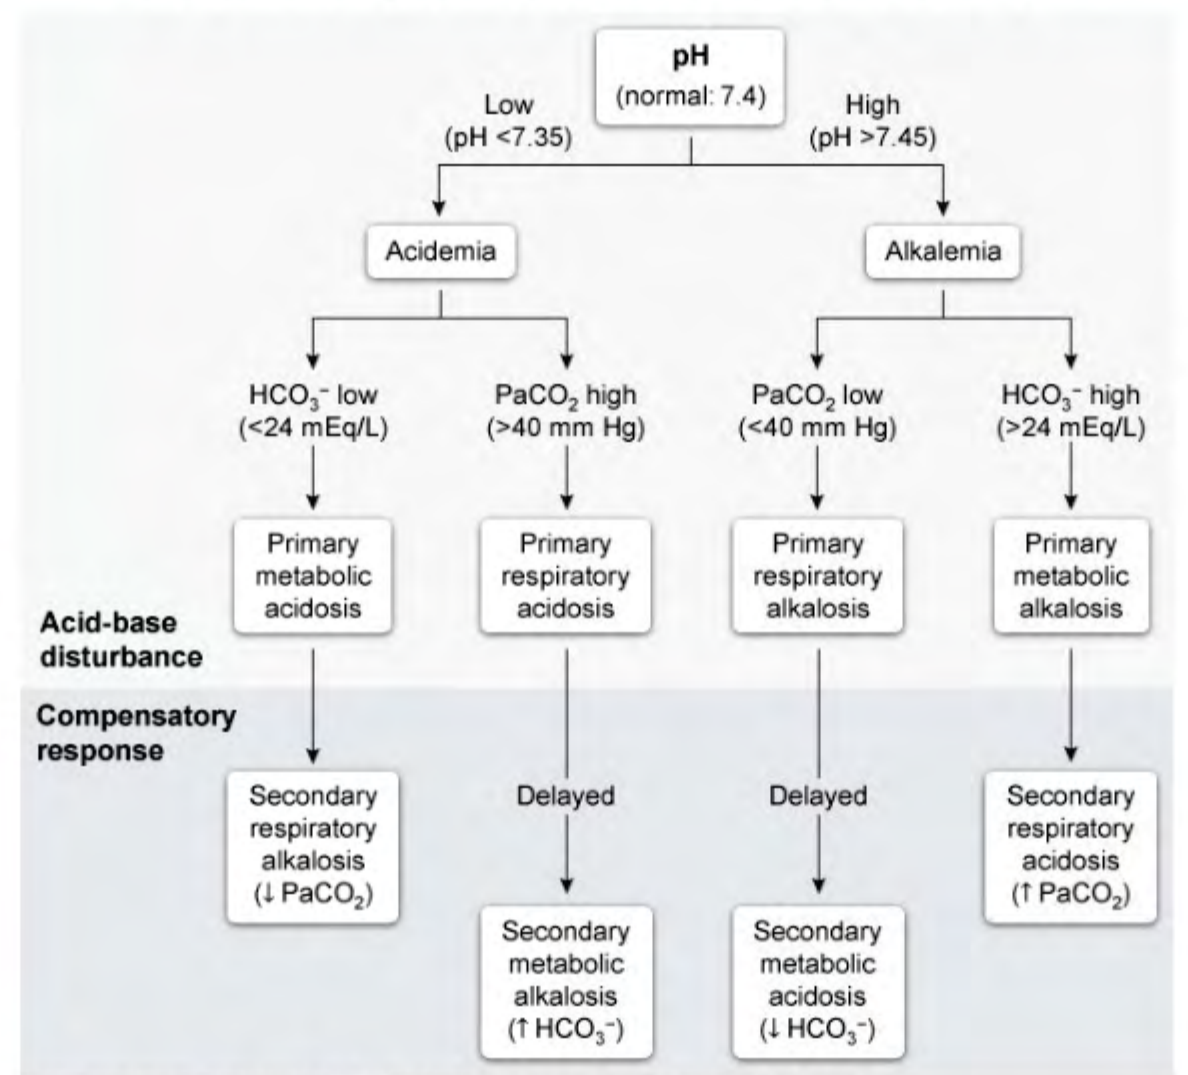 pH
(normal: 7.4)
Low
(pH <7.35)
High
(pH >7.45)
Acidemia
Alkalemia
HCO₃⁻ low
(<24 mEq/L)
PaCO₂ high
(>40 mm Hg)
PaCO₂ low
(<40 mm Hg)
HCO₃⁻ high
(>24 mEq/L)
Primary
metabolic
acidosis
Primary
respiratory
acidosis
Primary
respiratory
alkalosis
Primary
metabolic
alkalosis
Acid-base
disturbance
Compensatory
response
Secondary
respiratory
alkalosis
(↓ PaCO₂)
Delayed
Secondary
metabolic
alkalosis
(↑ HCO₃⁻)
Delayed
Secondary
metabolic
acidosis
(↓ HCO₃⁻)
Secondary
respiratory
acidosis
(↑ PaCO₂)